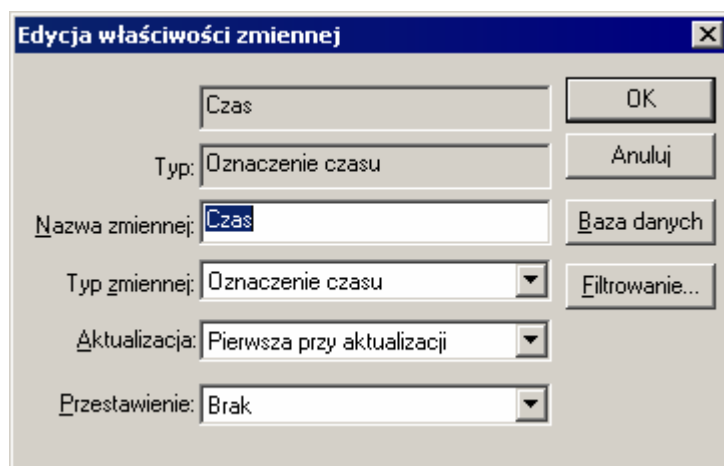 Edycja właściwości zmiennej
Czas
OK
Typ: Oznaczenie czasu
Anuluj
Nazwa zmiennej: Czas
Baza danych
Typ zmiennej: Oznaczenie czasu
Filtrowanie...
Aktualizacja: Pierwsza przy aktualizacji
Przestawienie: Brak